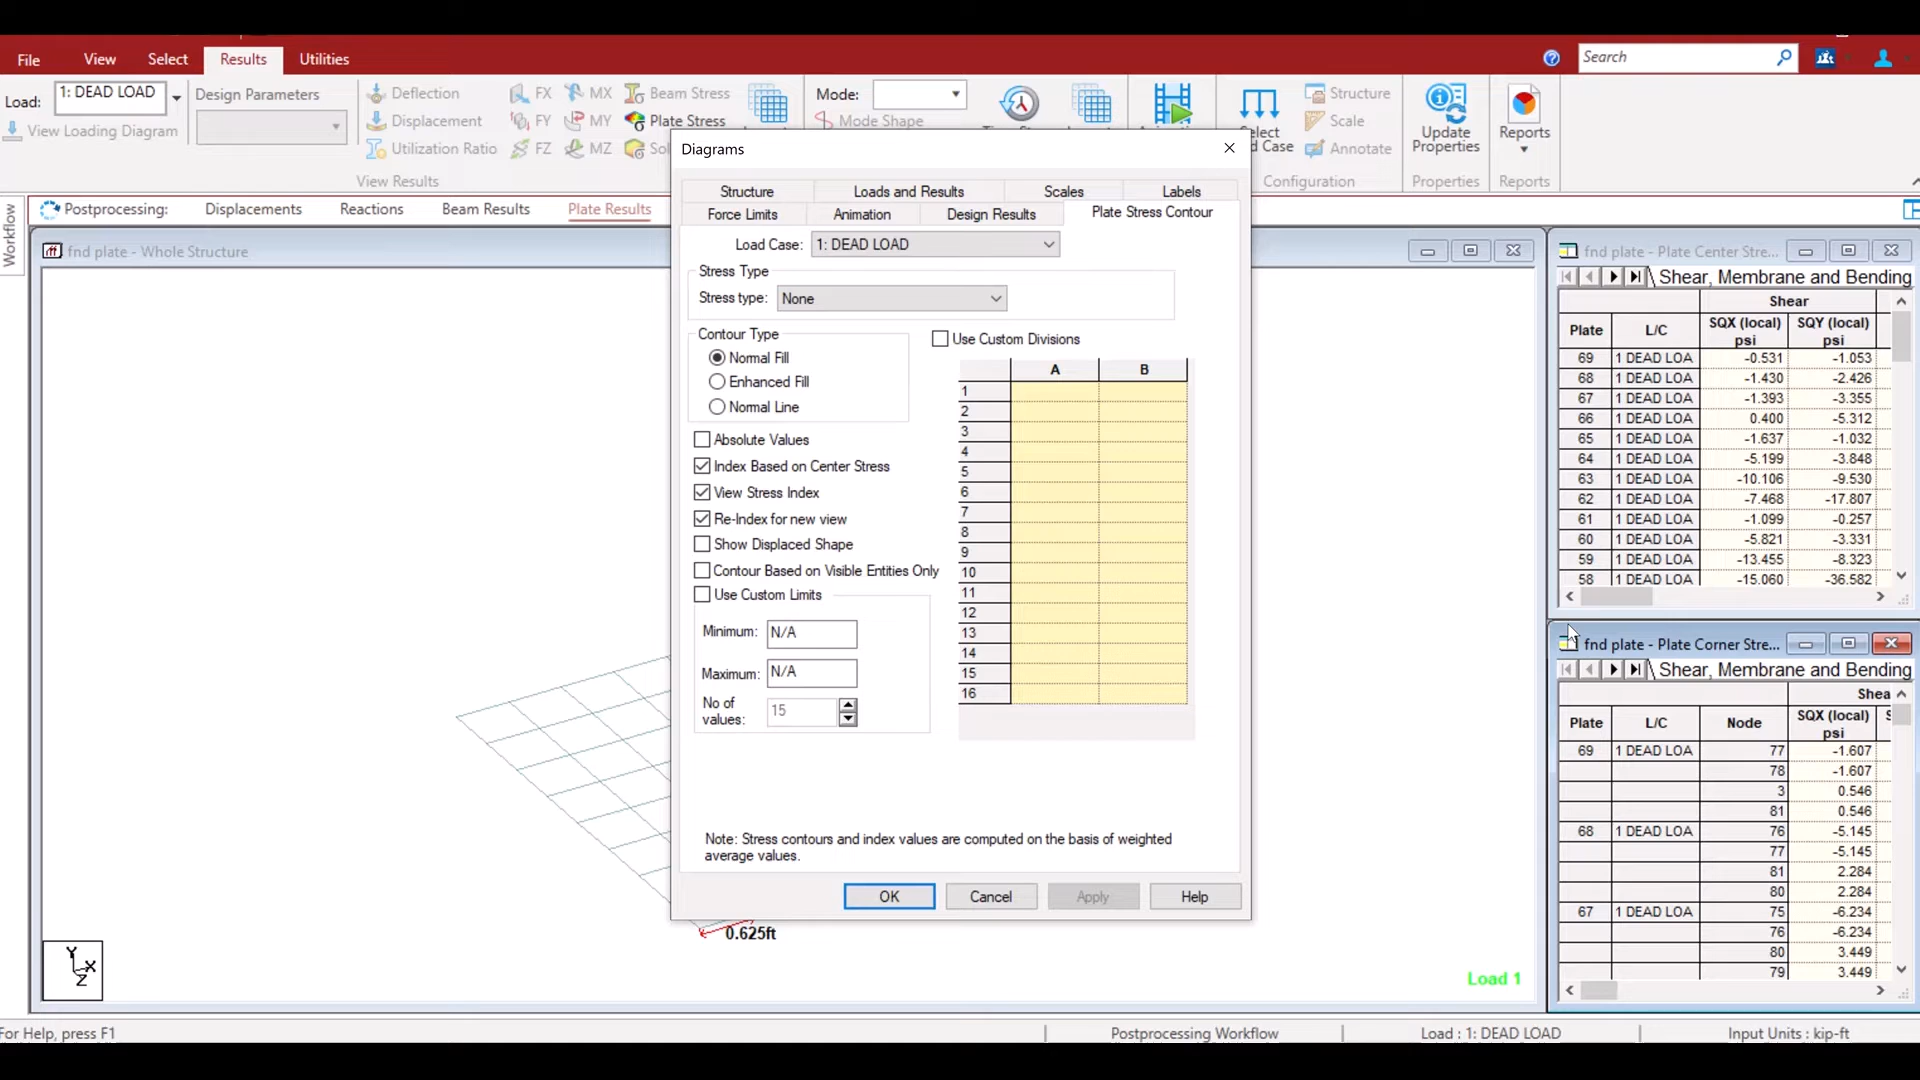 File View Select Results Utilities Search
Load: 1: DEAD LOAD Design Parameters Deflection FX MX Beam Stress Mode: Structure
View Loading Diagram Displacement FY MY Plate Stress Mode Shape Select Scale Update Reports
Utilization Ratio FZ MZ Annotate Properties
View Results Configuration Properties Reports
Postprocessing: Displacements Reactions Beam Results Plate Results
Workflow
fnd plate - Whole Structure
0.625ft
Y
X
Z
Load 1
Diagrams
Structure Loads and Results Scales Labels
Force Limits Animation Design Results Plate Stress Contour
Load Case: 1: DEAD LOAD
Stress Type
Stress type: None
Contour Type
Normal Fill
Enhanced Fill
Normal Line
Absolute Values
Index Based on Center Stress
View Stress Index
Re-Index for new view
Show Displaced Shape
Contour Based on Visible Entities Only
Use Custom Limits
Minimum: N/A
Maximum: N/A
No of values: 15
Use Custom Divisions
A B
1
2
3
4
5
6
7
8
9
10
11
12
13
14
15
16
Note: Stress contours and index values are computed on the basis of weighted
average values.
OK Cancel Apply Help
fnd plate - Plate Center Stre...
Shear, Membrane and Bending
Shear
Plate L/C SQX (local) psi SQY (local) psi
69 1 DEAD LOA -0.531 -1.053
68 1 DEAD LOA -1.430 -2.426
67 1 DEAD LOA -1.393 -3.355
66 1 DEAD LOA 0.400 -5.312
65 1 DEAD LOA -1.637 -1.032
64 1 DEAD LOA -5.199 -3.848
63 1 DEAD LOA -10.106 -9.530
62 1 DEAD LOA -7.468 -17.807
61 1 DEAD LOA -1.099 -0.257
60 1 DEAD LOA -5.821 -3.331
59 1 DEAD LOA -13.455 -8.323
58 1 DEAD LOA -15.060 -36.582
fnd plate - Plate Corner Stre...
Shear, Membrane and Bending
Shea
Plate L/C Node SQX (local) psi S
69 1 DEAD LOA 77 -1.607
78 -1.607
3 0.546
81 0.546
68 1 DEAD LOA 76 -5.145
77 -5.145
81 2.284
80 2.284
67 1 DEAD LOA 75 -6.234
76 -6.234
80 3.449
79 3.449
For Help, press F1 Postprocessing Workflow Load : 1: DEAD LOAD Input Units : kip-ft